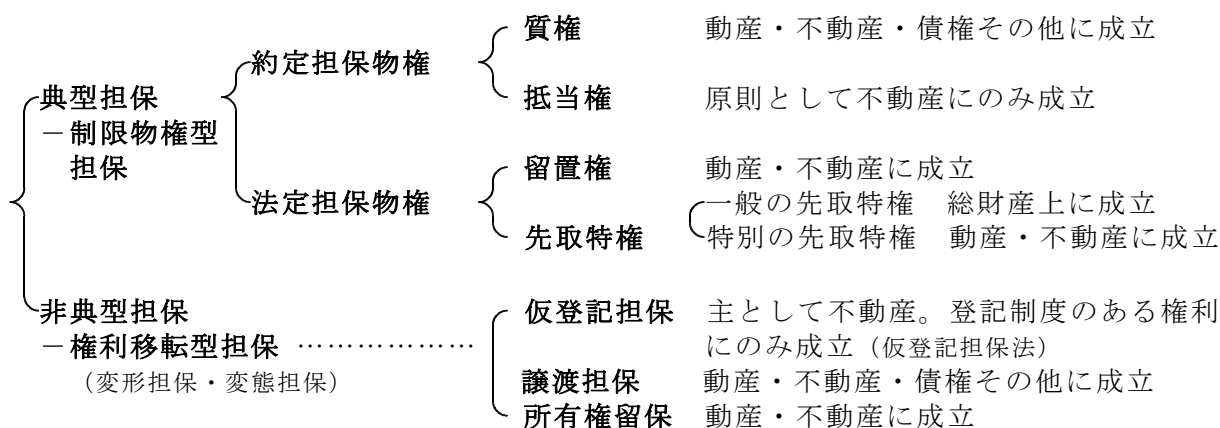 質権 動産・不動産・債権その他に成立
約定担保物権
典型担保 抵当権 原則として不動産にのみ成立
－制限物権型
担保 留置権 動産・不動産に成立
法定担保物権 一般の先取特権 総財産上に成立
先取特権 特別の先取特権 動産・不動産に成立
非典型担保 仮登記担保 主として不動産。登記制度のある権利
－権利移転型担保 ……………… にのみ成立（仮登記担保法）
（変形担保・変態担保） 譲渡担保 動産・不動産・債権その他に成立
所有権留保 動産・不動産に成立